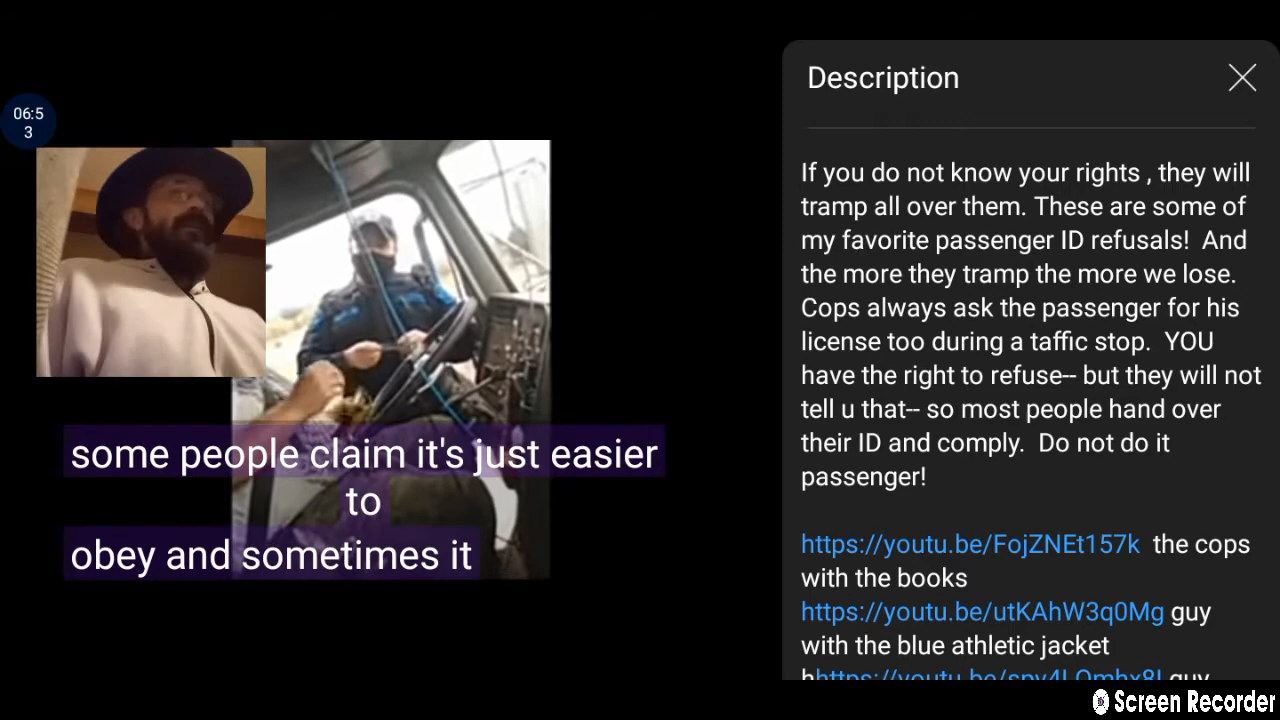 06:5
3
some people claim it's just easier
to
obey and sometimes it
Description
If you do not know your rights , they will
tramp all over them. These are some of
my favorite passenger ID refusals! And
the more they tramp the more we lose.
Cops always ask the passenger for his
license too during a taffic stop. YOU
have the right to refuse-- but they will not
tell u that-- so most people hand over
their ID and comply. Do not do it
passenger!
https://youtu.be/FojZNEt157k the cops
with the books
https://youtu.be/utKAhW3q0Mg guy
with the blue athletic jacket
guy
Screen Recorder